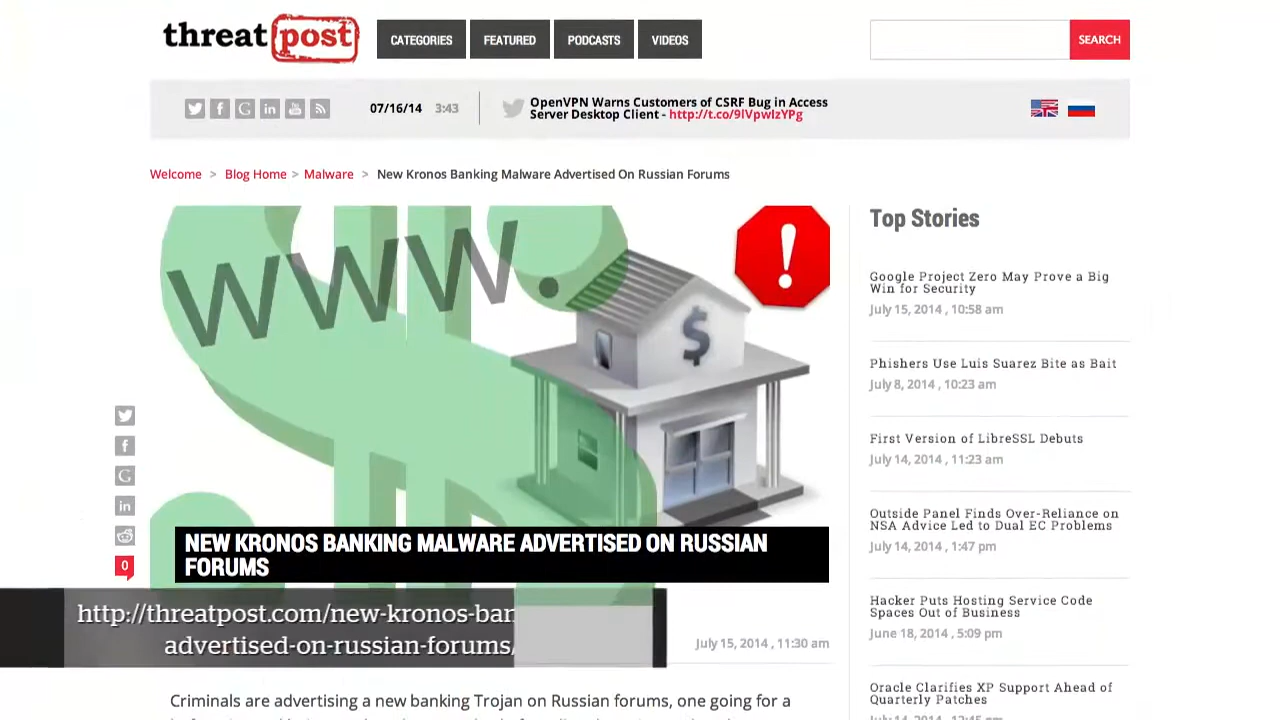 threatpost
CATEGORIES
FEATURED
PODCASTS
VIDEOS
SEARCH
07/16/14 3:43
OpenVPN Warns Customers of CSRF Bug in Access
Server Desktop Client - http://t.co/9lVpwIzYPg
Welcome > Blog Home > Malware > New Kronos Banking Malware Advertised On Russian Forums
www.
$
!
NEW KRONOS BANKING MALWARE ADVERTISED ON RUSSIAN
FORUMS
0
http://threatpost.com/new-kronos-ban
advertised-on-russian-forums/
July 15, 2014 , 11:30 am
Criminals are advertising a new banking Trojan on Russian forums, one going for a
Top Stories
Google Project Zero May Prove a Big
Win for Security
July 15, 2014 , 10:58 am
Phishers Use Luis Suarez Bite as Bait
July 8, 2014 , 10:23 am
First Version of LibreSSL Debuts
July 14, 2014 , 11:23 am
Outside Panel Finds Over-Reliance on
NSA Advice Led to Dual EC Problems
July 14, 2014 , 1:47 pm
Hacker Puts Hosting Service Code
Spaces Out of Business
June 18, 2014 , 5:09 pm
Oracle Clarifies XP Support Ahead of
Quarterly Patches